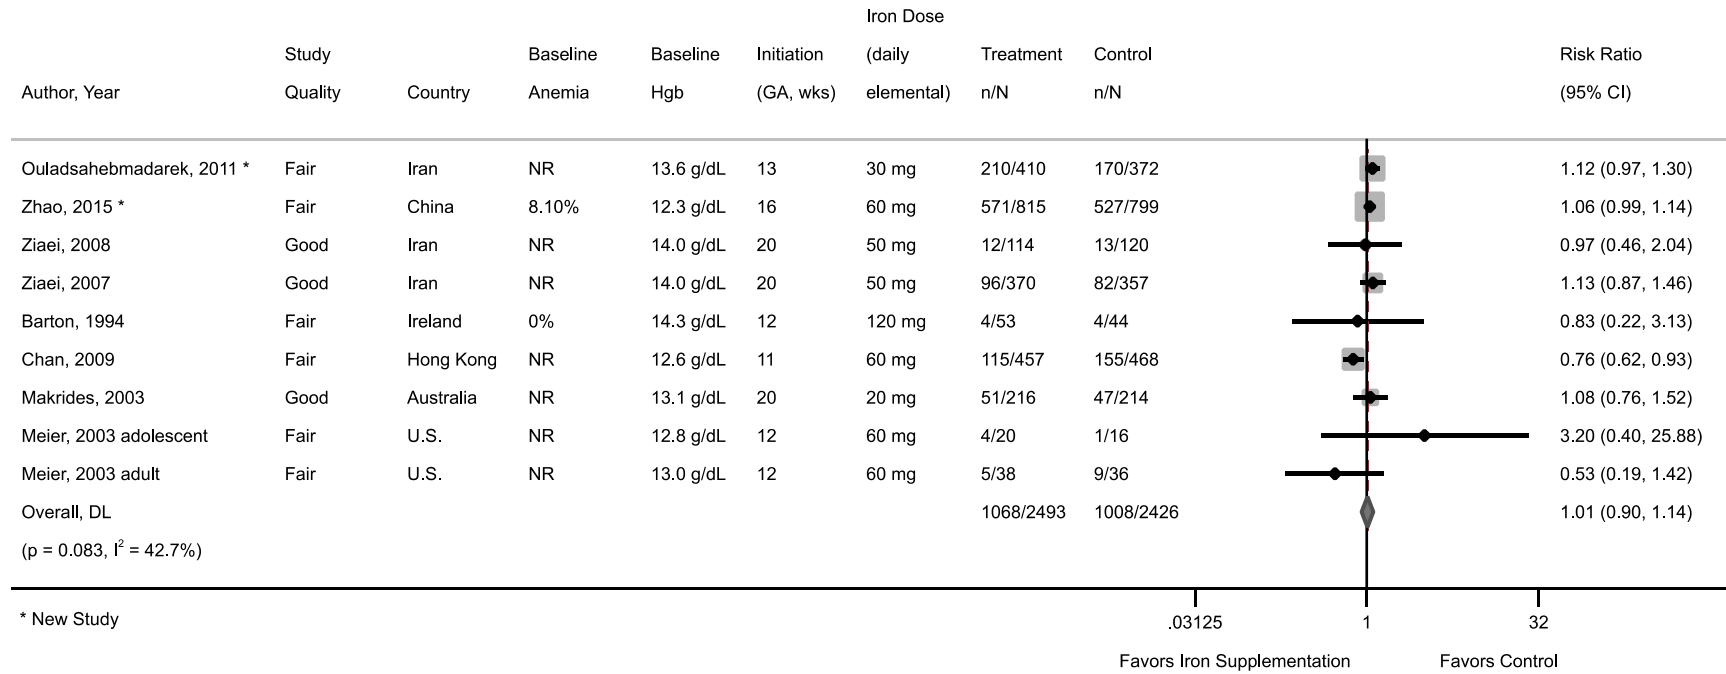 Iron Dose
Study Baseline Baseline Initiation (daily Treatment Control Risk Ratio
Author, Year Quality Country Anemia Hgb (GA, wks) elemental) n/N n/N (95% CI)
Ouladsahebmadarek, 2011 * Fair Iran NR 13.6 g/dL 13 30 mg 210/410 170/372 1.12 (0.97, 1.30)
Zhao, 2015 * Fair China 8.10% 12.3 g/dL 16 60 mg 571/815 527/799 1.06 (0.99, 1.14)
Ziaei, 2008 Good Iran NR 14.0 g/dL 20 50 mg 12/114 13/120 0.97 (0.46, 2.04)
Ziaei, 2007 Good Iran NR 14.0 g/dL 20 50 mg 96/370 82/357 1.13 (0.87, 1.46)
Barton, 1994 Fair Ireland 0% 14.3 g/dL 12 120 mg 4/53 4/44 0.83 (0.22, 3.13)
Chan, 2009 Fair Hong Kong NR 12.6 g/dL 11 60 mg 115/457 155/468 0.76 (0.62, 0.93)
Makrides, 2003 Good Australia NR 13.1 g/dL 20 20 mg 51/216 47/214 1.08 (0.76, 1.52)
Meier, 2003 adolescent Fair U.S. NR 12.8 g/dL 12 60 mg 4/20 1/16 3.20 (0.40, 25.88)
Meier, 2003 adult Fair U.S. NR 13.0 g/dL 12 60 mg 5/38 9/36 0.53 (0.19, 1.42)
Overall, DL 1068/2493 1008/2426 1.01 (0.90, 1.14)
(p = 0.083, I² = 42.7%)
* New Study .03125 1 32
Favors Iron Supplementation Favors Control